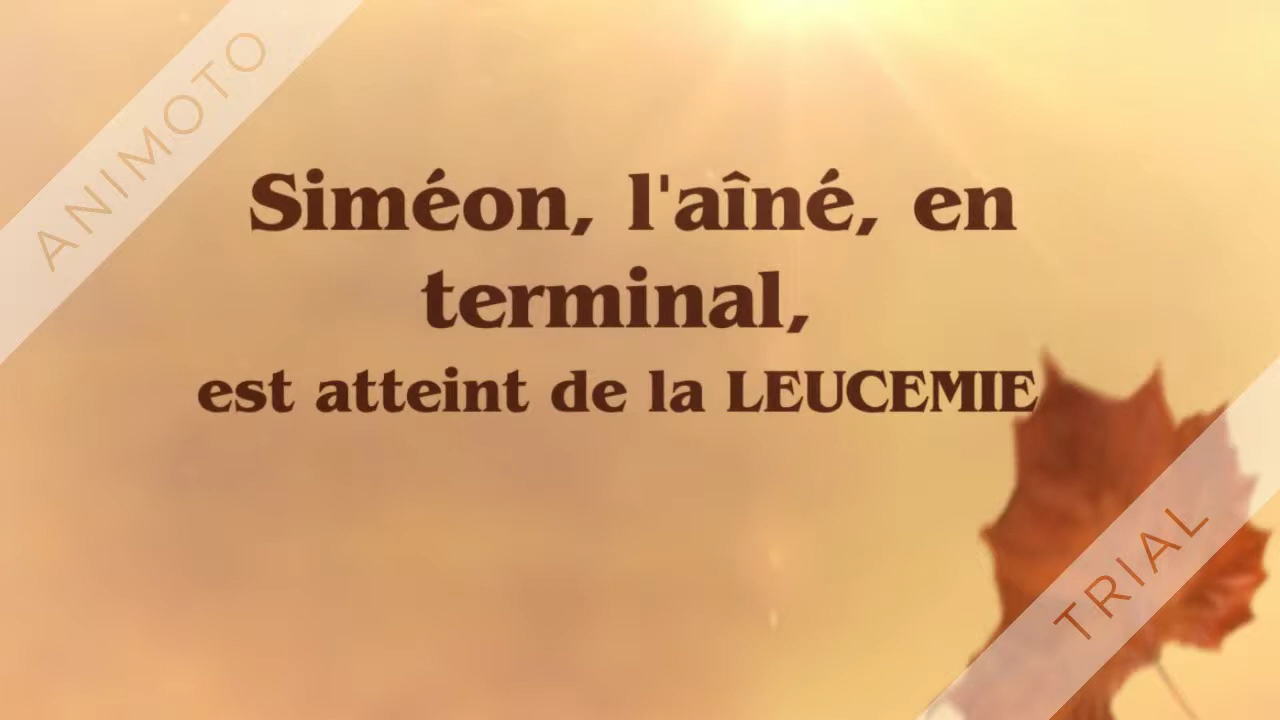 ANIMOTO
Siméon, l'aîné, en
terminal,
est atteint de la LEUCEMIE
TRIAL